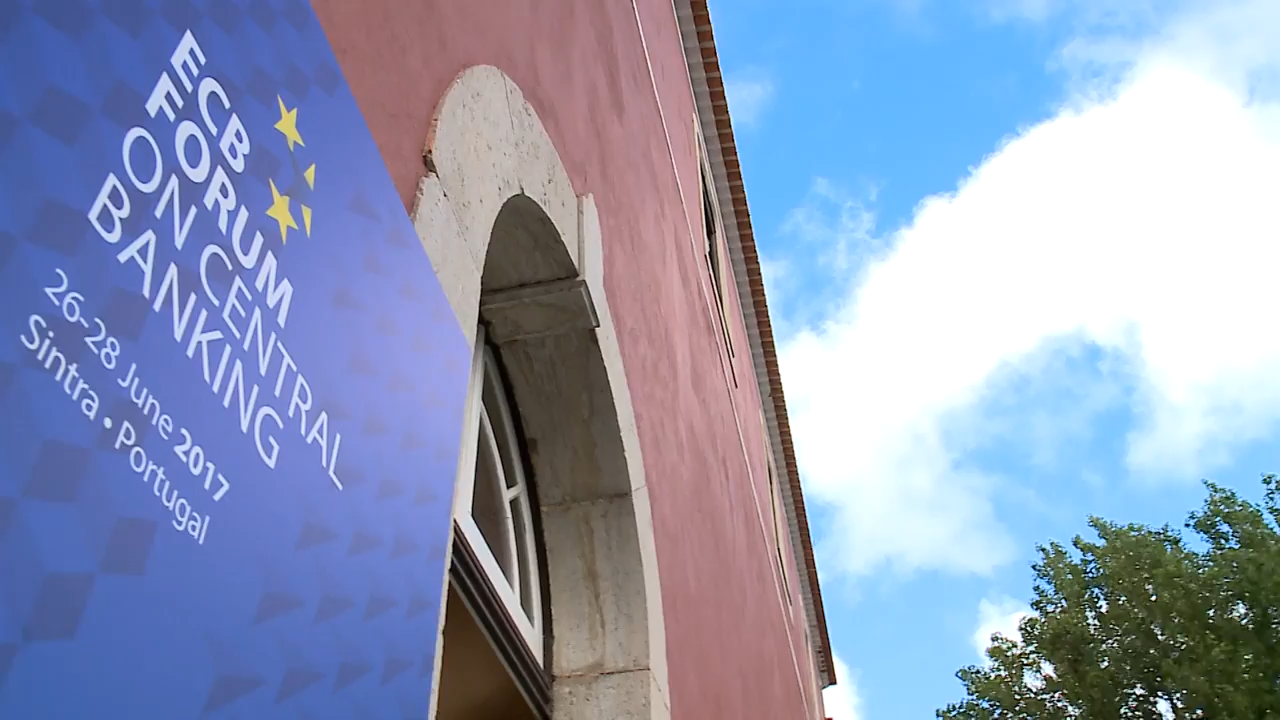 ECB
FORUM
ON CENTRAL
BANKING
26-28 June 2017
Sintra • Portugal